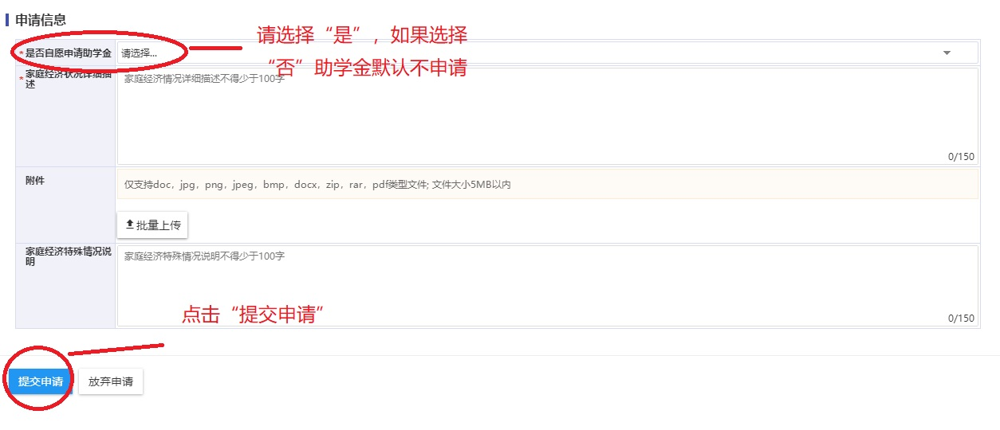 申请信息
请选择“是”，如果选择
“否”助学金默认不申请
*是否自愿申请助学金
请选择...
*家庭经济状况详细描
述
家庭经济情况详细描述不得少于100字
0/150
附件
仅支持doc，jpg，png，jpeg，bmp，docx，zip，rar，pdf类型文件; 文件大小5MB以内
批量上传
家庭经济特殊情况说
明
家庭经济特殊情况说明不得少于100字
点击“提交申请”
0/150
提交申请
放弃申请